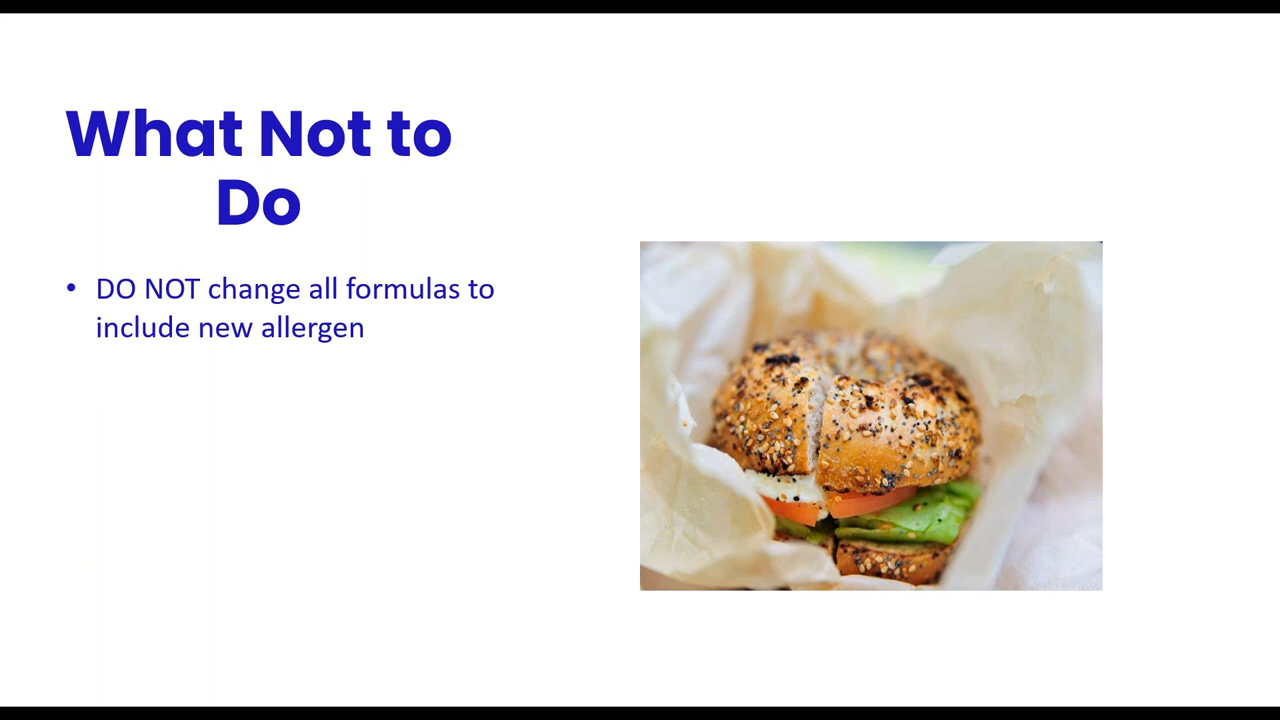 What Not to
Do
• DO NOT change all formulas to
include new allergen